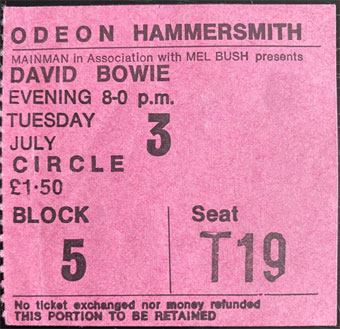 ODEON HAMMERSMITH
MAINMAN in Association with MEL BUSH presents
DAVID BOWIE
EVENING 8-0 p.m.
TUESDAY
JULY 3
CIRCLE
£1·50
BLOCK 5
Seat T19
No ticket exchanged nor money refunded
THIS PORTION TO BE RETAINED